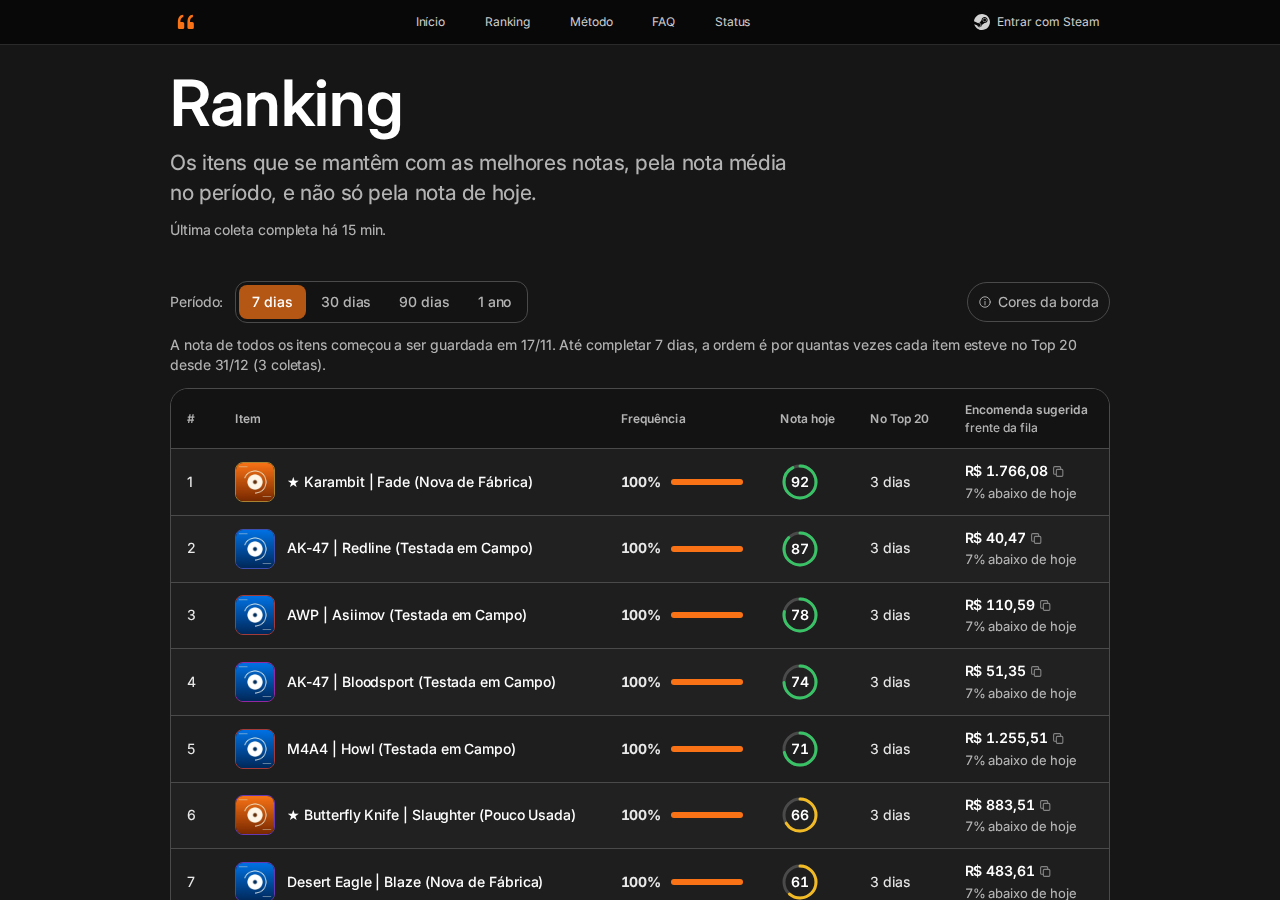 Início Ranking Método FAQ Status Entrar com Steam
Ranking
Os itens que se mantêm com as melhores notas, pela nota média
no período, e não só pela nota de hoje.
Última coleta completa há 15 min.
Período: 7 dias 30 dias 90 dias 1 ano Cores da borda
A nota de todos os itens começou a ser guardada em 17/11. Até completar 7 dias, a ordem é por quantas vezes cada item esteve no Top 20
desde 31/12 (3 coletas).
# Item Frequência Nota hoje No Top 20 Encomenda sugerida
frente da fila
1 ★ Karambit | Fade (Nova de Fábrica) 100% 92 3 dias R$ 1.766,08
7% abaixo de hoje
2 AK-47 | Redline (Testada em Campo) 100% 87 3 dias R$ 40,47
7% abaixo de hoje
3 AWP | Asiimov (Testada em Campo) 100% 78 3 dias R$ 110,59
7% abaixo de hoje
4 AK-47 | Bloodsport (Testada em Campo) 100% 74 3 dias R$ 51,35
7% abaixo de hoje
5 M4A4 | Howl (Testada em Campo) 100% 71 3 dias R$ 1.255,51
7% abaixo de hoje
6 ★ Butterfly Knife | Slaughter (Pouco Usada) 100% 66 3 dias R$ 883,51
7% abaixo de hoje
7 Desert Eagle | Blaze (Nova de Fábrica) 100% 61 3 dias R$ 483,61
7% abaixo de hoje